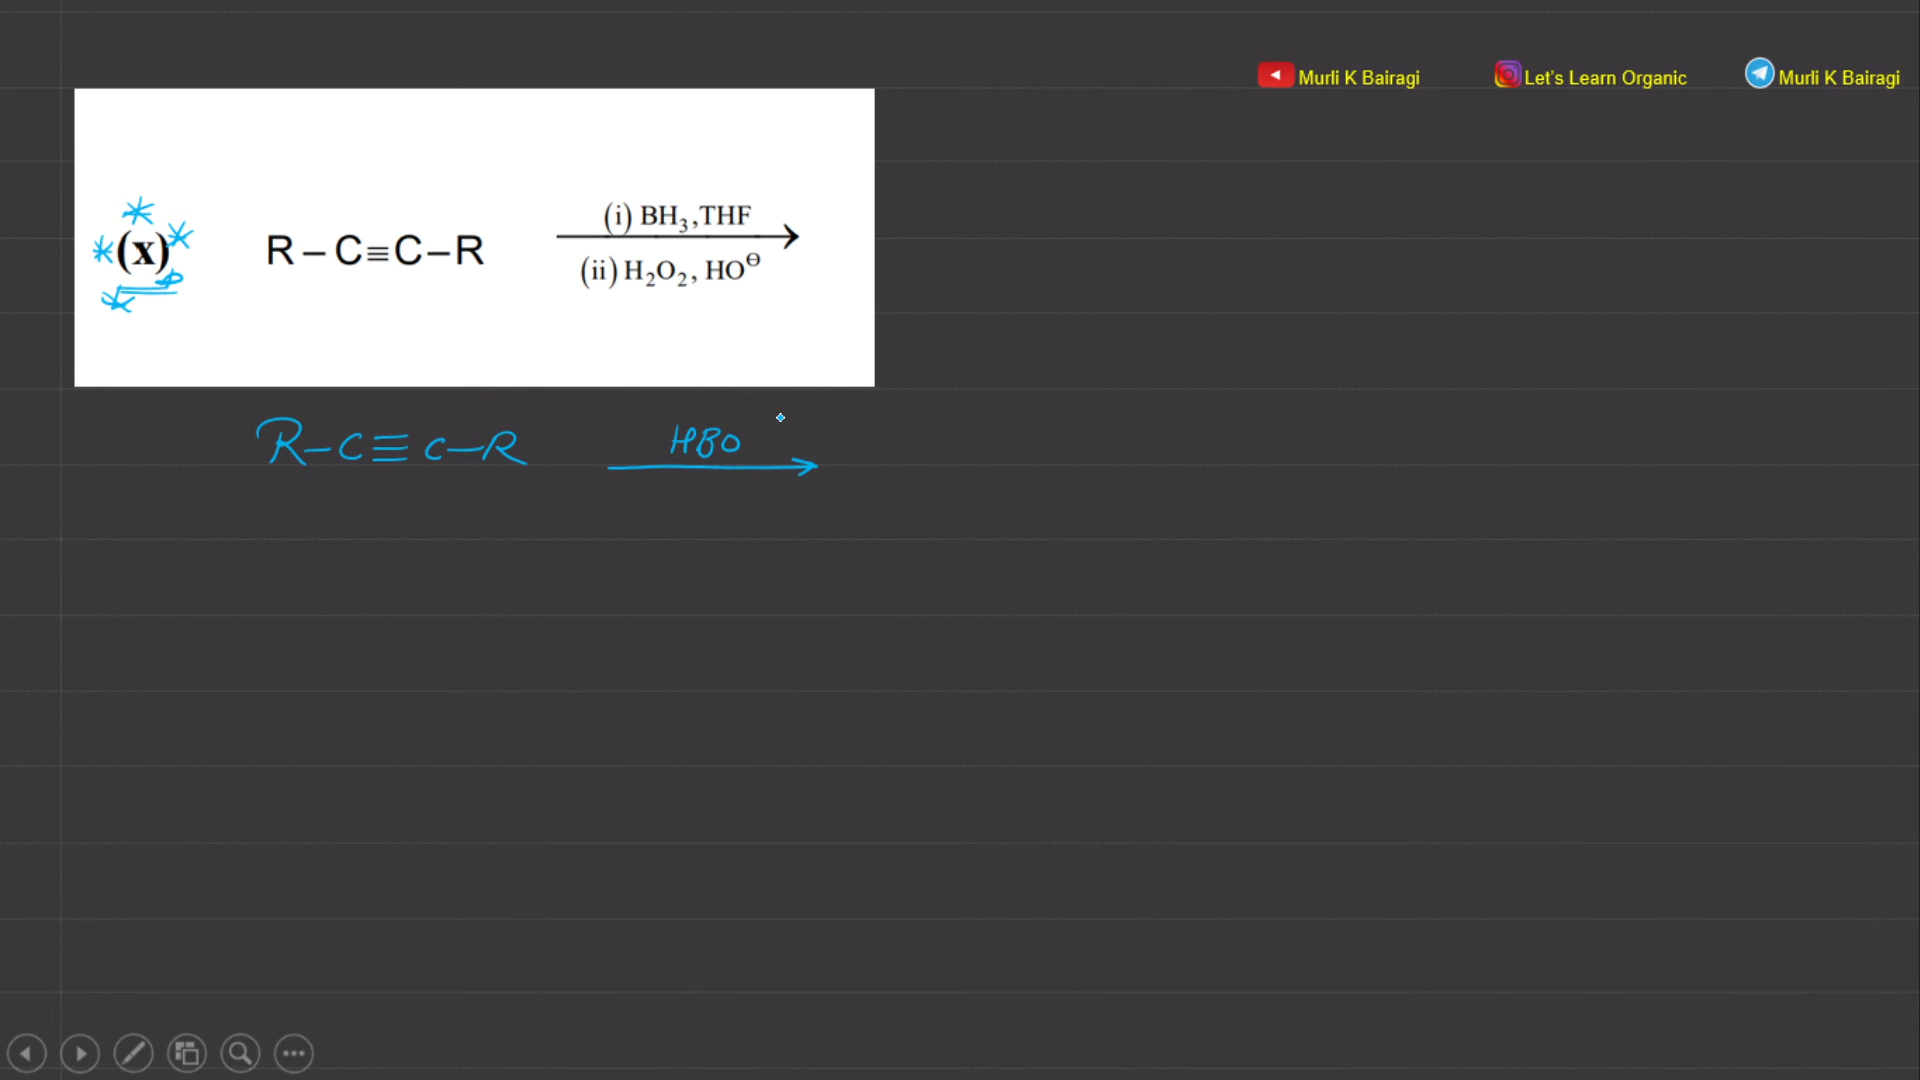 Murli K Bairagi Let's Learn Organic Murli K Bairagi
(i) BH₃,THF
(x) R – C≡C – R
(ii) H₂O₂, HO⊖
R–C≡C–R HBO